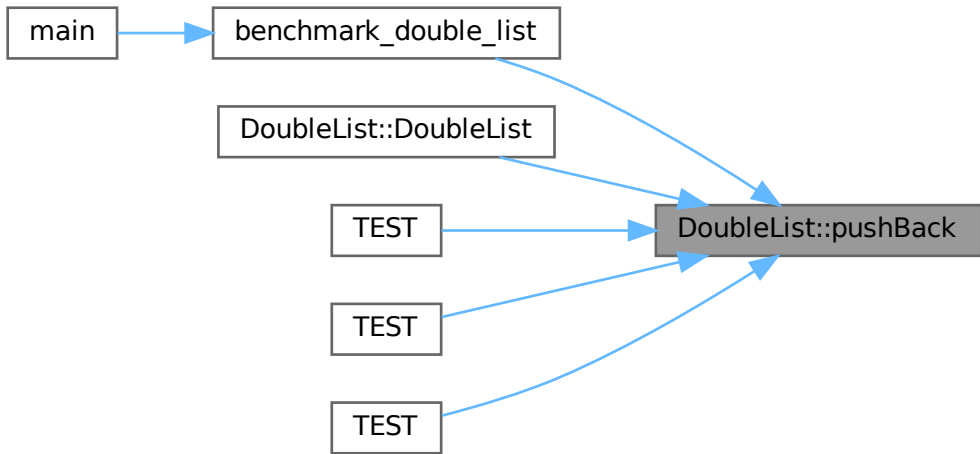 main
benchmark_double_list
DoubleList::DoubleList
TEST
DoubleList::pushBack
TEST
TEST